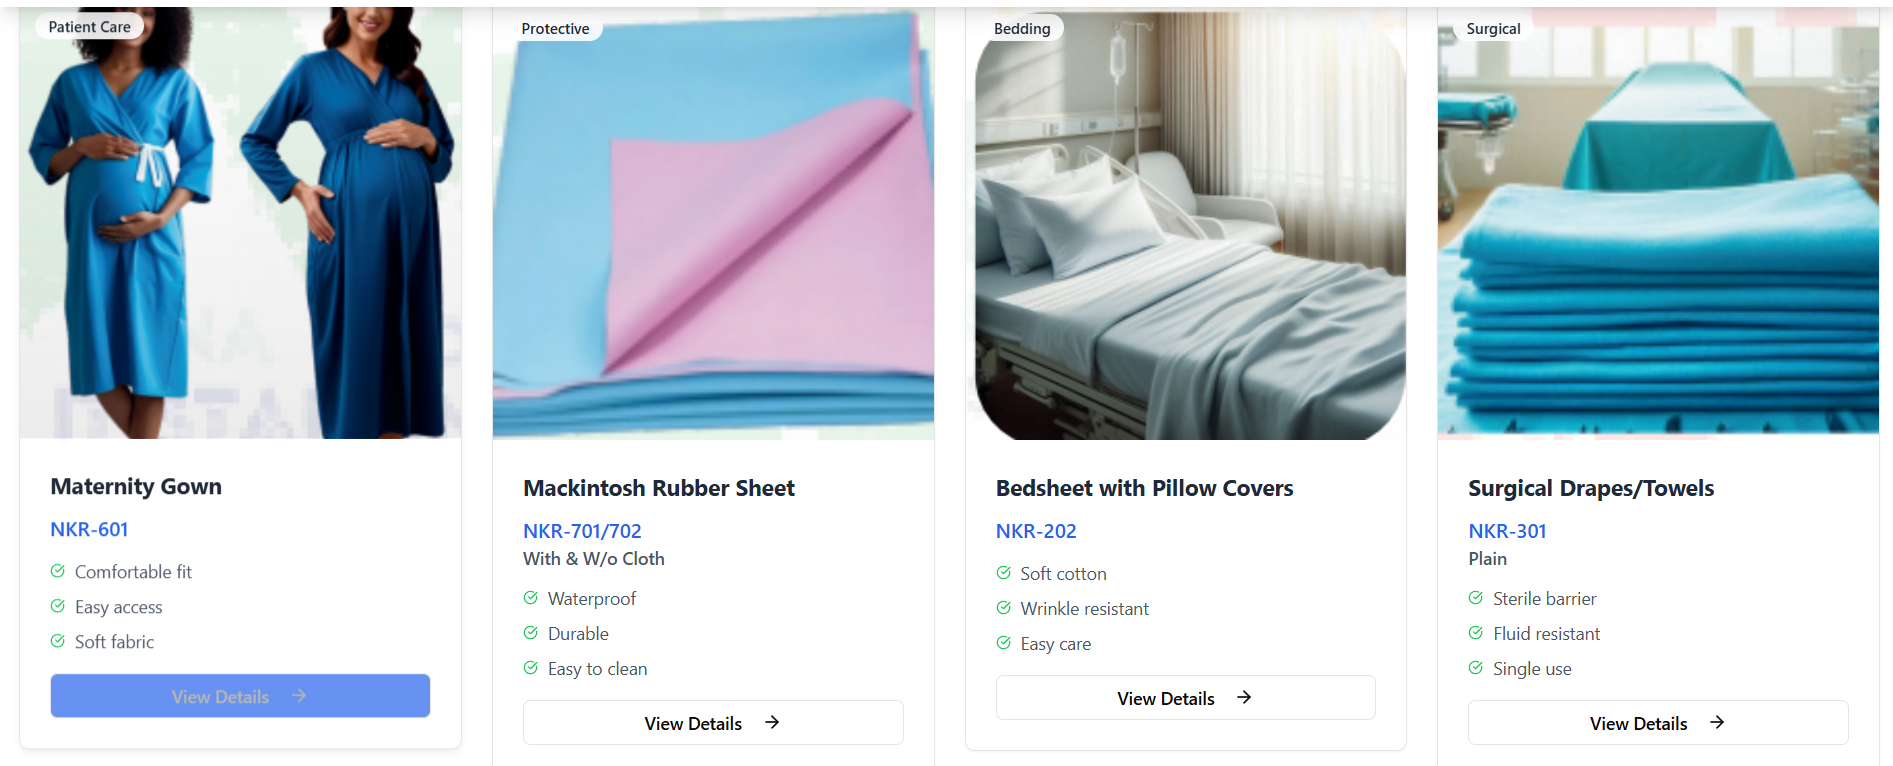 Patient Care
Maternity Gown
NKR-601
Comfortable fit
Easy access
Soft fabric
View Details
Protective
Mackintosh Rubber Sheet
NKR-701/702
With & W/o Cloth
Waterproof
Durable
Easy to clean
View Details
Bedding
Bedsheet with Pillow Covers
NKR-202
Soft cotton
Wrinkle resistant
Easy care
View Details
Surgical
Surgical Drapes/Towels
NKR-301
Plain
Sterile barrier
Fluid resistant
Single use
View Details